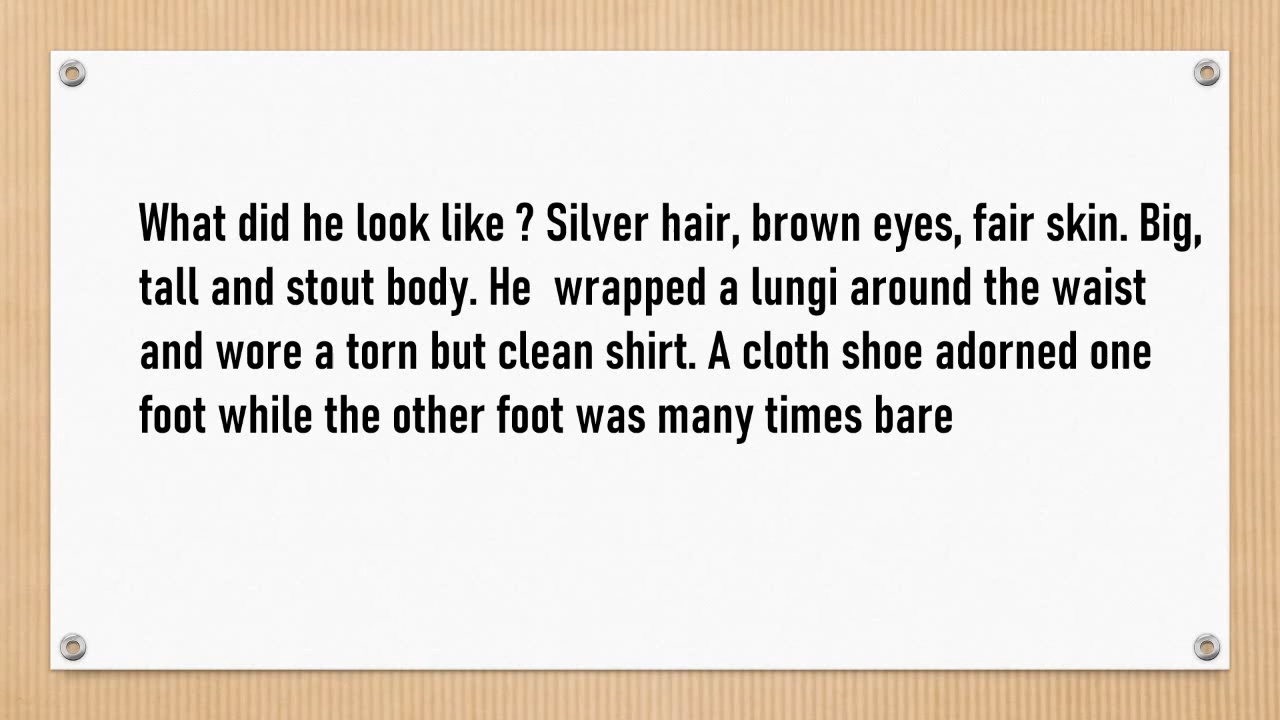 What did he look like ? Silver hair, brown eyes, fair skin. Big,
tall and stout body. He  wrapped a lungi around the waist
and wore a torn but clean shirt. A cloth shoe adorned one
foot while the other foot was many times bare